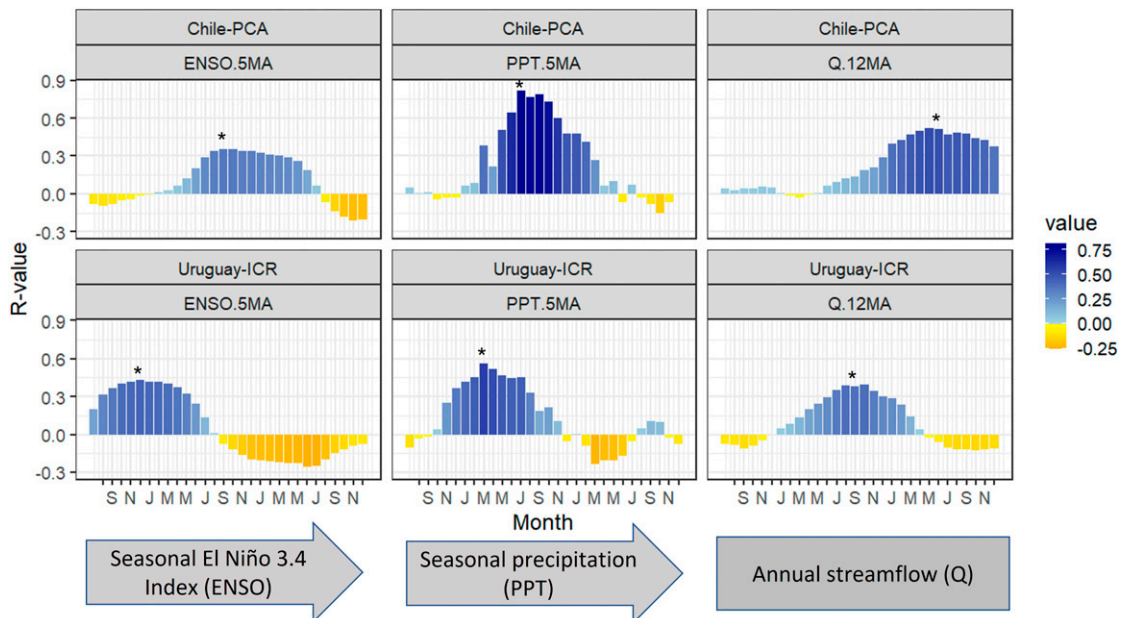 Chile-PCA
Chile-PCA
Chile-PCA
ENSO.5MA
PPT.5MA
Q.12MA
0.9
0.6
0.3
0.0
-0.3
*
*
*
R-value
Uruguay-ICR
Uruguay-ICR
Uruguay-ICR
ENSO.5MA
PPT.5MA
Q.12MA
0.9
0.6
0.3
0.0
-0.3
*
*
*
S N J M M J S N J M M J S N
S N J M M J S N J M M J S N
S N J M M J S N J M M J S N
Month
value
0.75
0.50
0.25
0.00
-0.25
Seasonal El Niño 3.4
Index (ENSO)
Seasonal precipitation
(PPT)
Annual streamflow (Q)